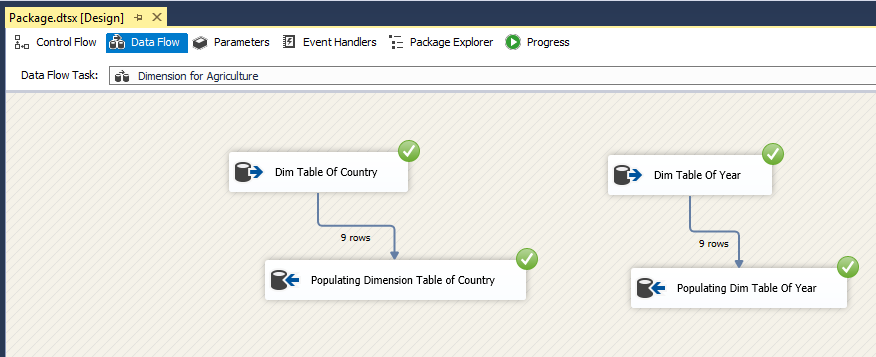 Package.dtsx [Design]
Control Flow Data Flow Parameters Event Handlers Package Explorer Progress
Data Flow Task: Dimension for Agriculture
Dim Table Of Country
Dim Table Of Year
9 rows
9 rows
Populating Dimension Table of Country
Populating Dim Table Of Year